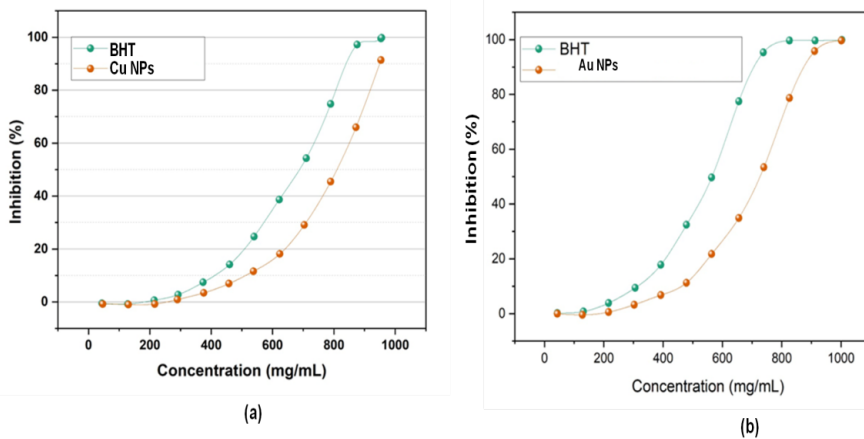 100
80
60
40
20
0
Inhibition (%)
BHT
Cu NPs
0 200 400 600 800 1000
Concentration (mg/mL)
(a)
100
80
60
40
20
0
Inhibition (%)
BHT
Au NPs
0 200 400 600 800 1000
Concentration (mg/mL)
(b)